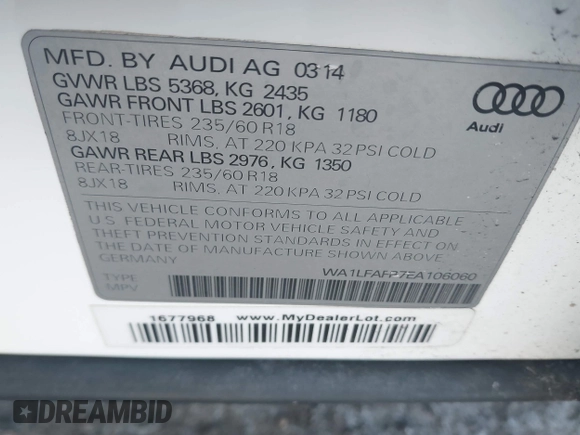 MFD. BY AUDI AG 0314
GVWR LBS 5368, KG 2435
GAWR FRONT LBS 2601, KG 1180
FRONT-TIRES 235/60 R18
8JX18 RIMS, AT 220 KPA 32 PSI COLD
GAWR REAR LBS 2976, KG 1350
REAR-TIRES 235/60 R18
8JX18 RIMS, AT 220 KPA 32 PSI COLD
Audi
THIS VEHICLE CONFORMS TO ALL APPLICABLE
U.S. FEDERAL MOTOR VEHICLE SAFETY AND
THEFT PREVENTION STANDARDS IN EFFECT ON
THE DATE OF MANUFACTURE SHOWN ABOVE.
GERMANY
TYPE WA1LFAFP7EA106060
MPV
1677968 www.MyDealerLot.com
DREAMBID